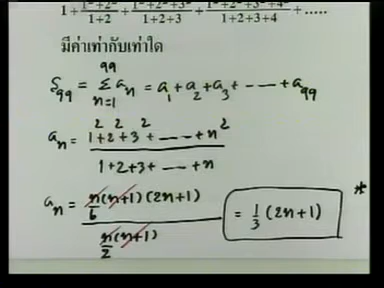 1 + (1²+2²)/(1+2) + (1²+2²+3²)/(1+2+3) + (1²+2²+3²+4²)/(1+2+3+4) + .....
มีค่าเท่ากับเท่าใด
S₉₉ = ⁹⁹Σₙ₌₁ aₙ = a₁ + a₂ + a₃ + ---- + a₉₉
aₙ = (1² + 2² + 3² + ---- + n²)/(1+2+3+ ---- + n)
aₙ = (n/6 (n+1) (2n+1))/(n/2 (n+1)) = 1/3 (2n+1) *